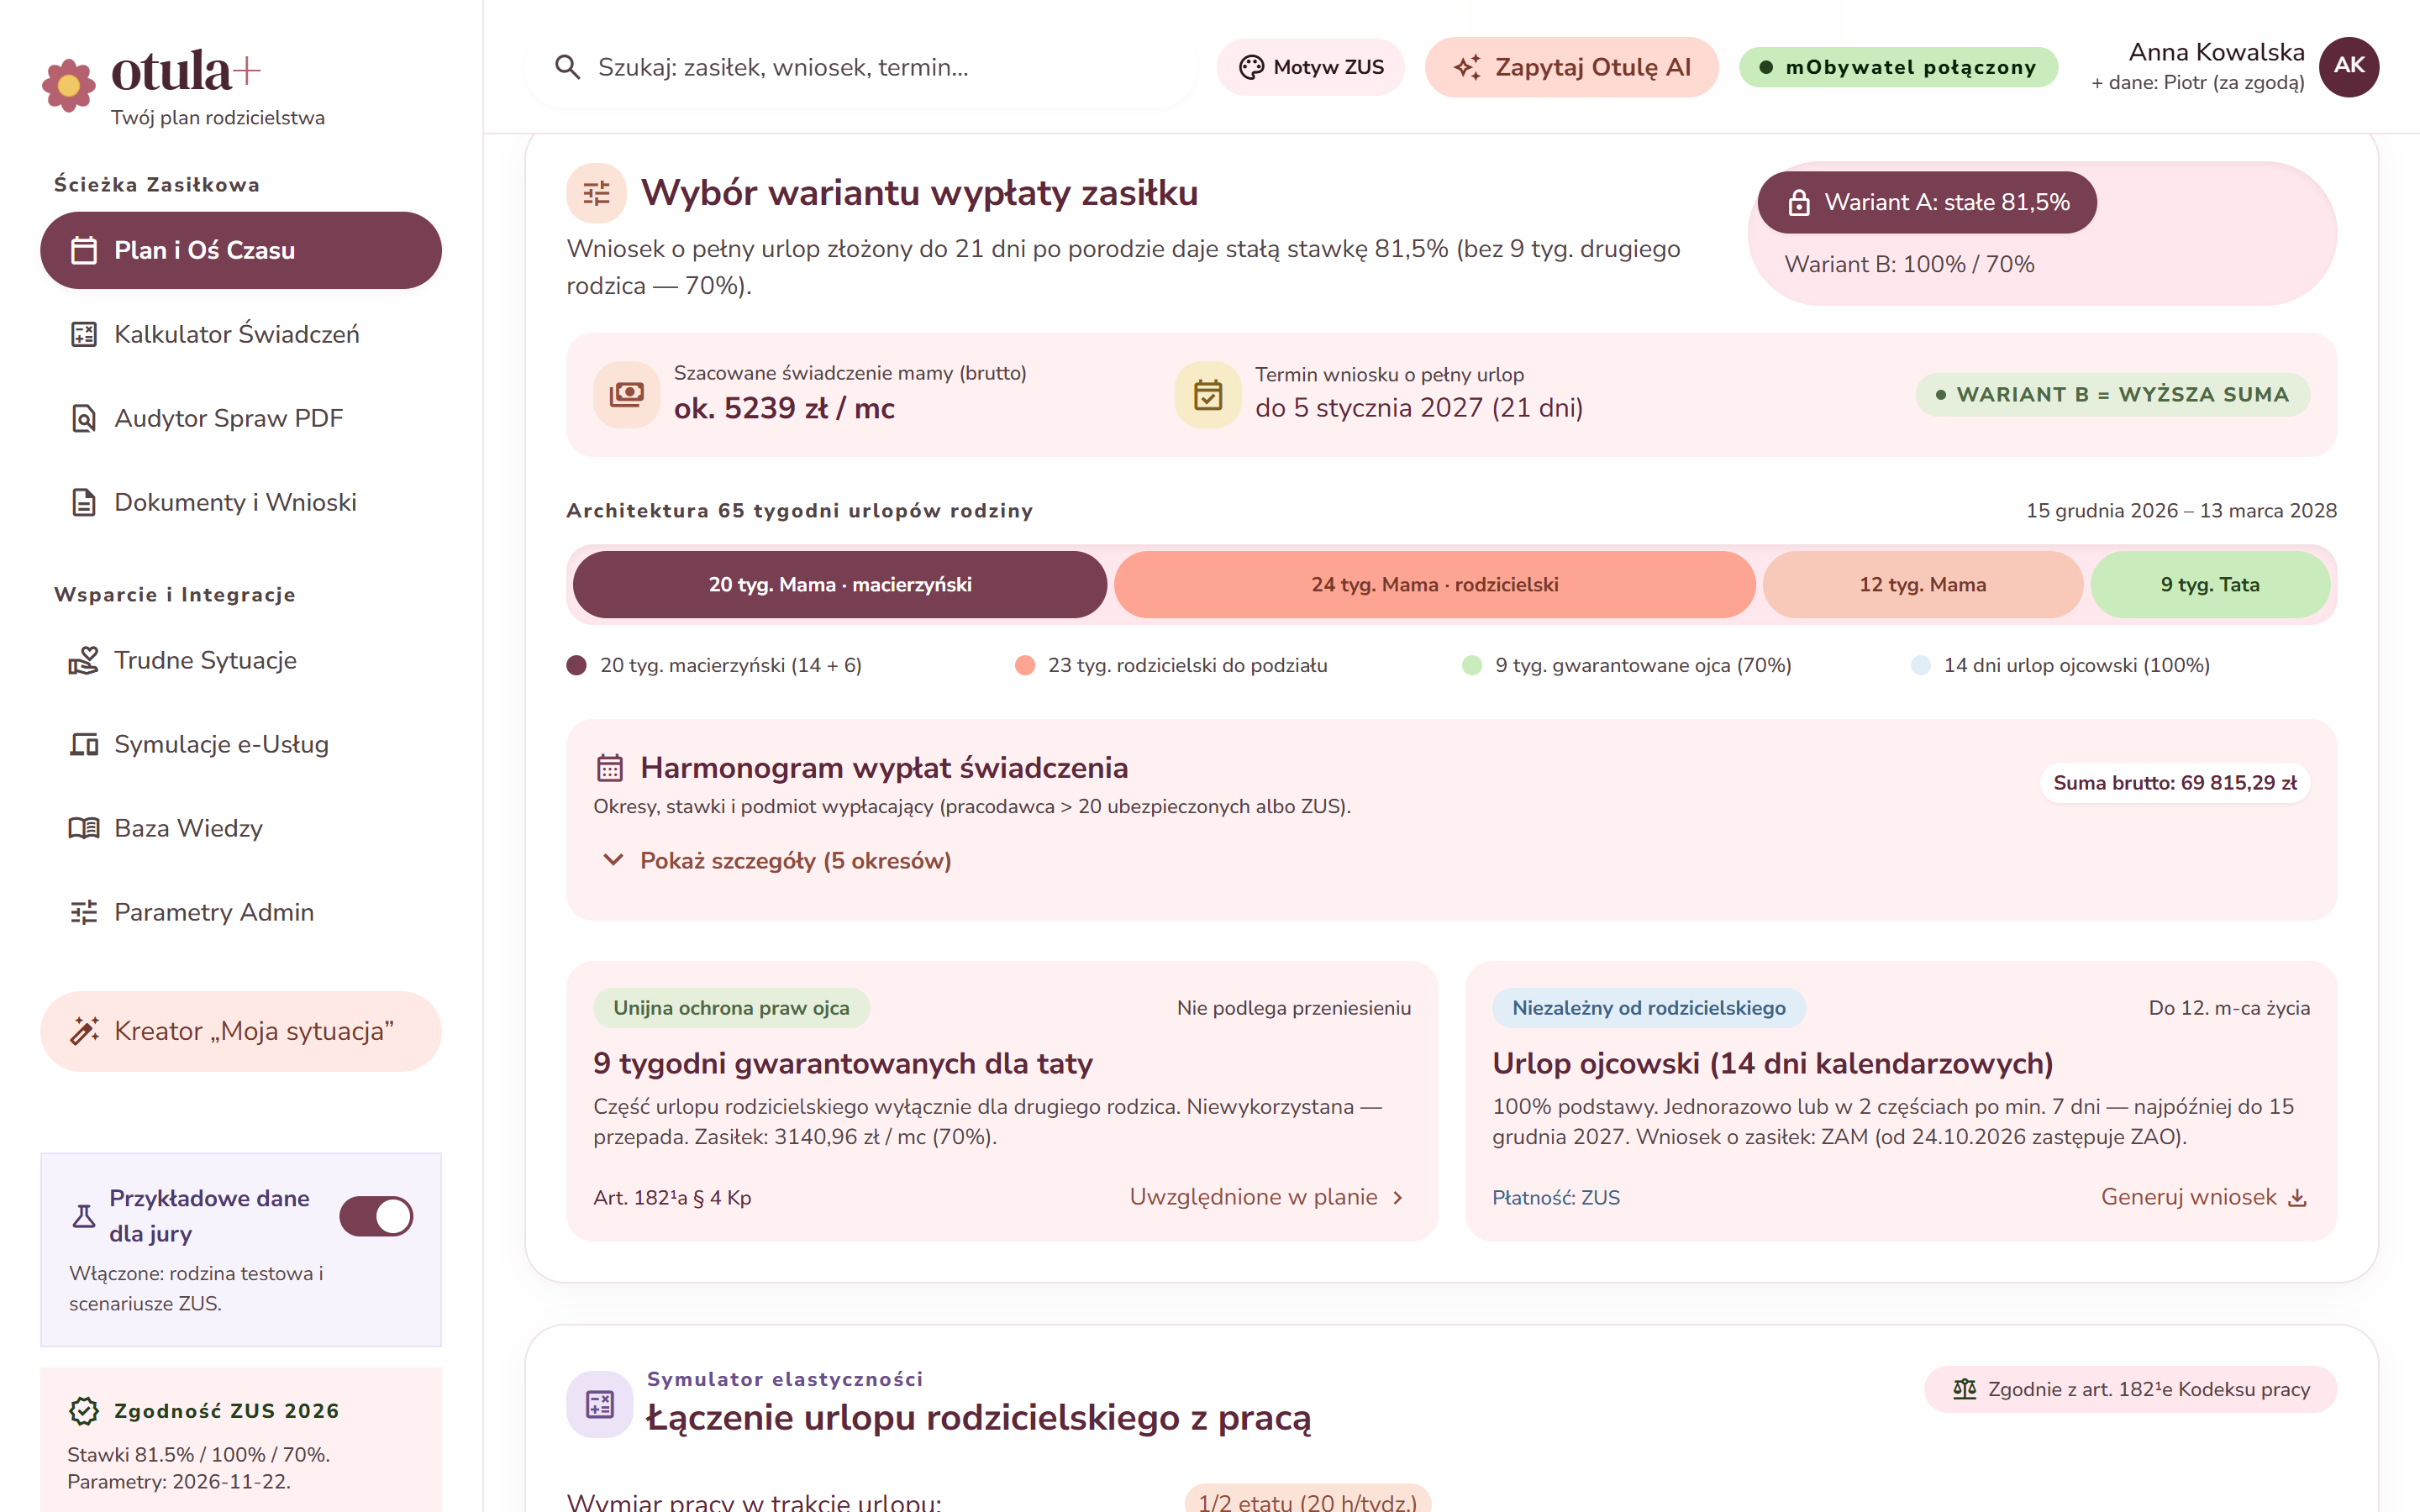 otula+
Twój plan rodzicielstwa
Ścieżka Zasiłkowa
Plan i Oś Czasu
Kalkulator Świadczeń
Audytor Spraw PDF
Dokumenty i Wnioski
Wsparcie i Integracje
Trudne Sytuacje
Symulacje e-Usług
Baza Wiedzy
Parametry Admin
Kreator „Moja sytuacja”
Przykładowe dane
dla jury
Włączone: rodzina testowa i
scenariusze ZUS.
Zgodność ZUS 2026
Stawki 81.5% / 100% / 70%.
Parametry: 2026-11-22.
Szukaj: zasiłek, wniosek, termin...
Motyw ZUS
Zapytaj Otulę AI
mObywatel połączony
Anna Kowalska
+ dane: Piotr (za zgodą)
AK
Wybór wariantu wypłaty zasiłku
Wniosek o pełny urlop złożony do 21 dni po porodzie daje stałą stawkę 81,5% (bez 9 tyg. drugiego
rodzica — 70%).
Wariant A: stałe 81,5%
Wariant B: 100% / 70%
Szacowane świadczenie mamy (brutto)
ok. 5239 zł / mc
Termin wniosku o pełny urlop
do 5 stycznia 2027 (21 dni)
WARIANT B = WYŻSZA SUMA
Architektura 65 tygodni urlopów rodziny
15 grudnia 2026 – 13 marca 2028
20 tyg. Mama · macierzyński
24 tyg. Mama · rodzicielski
12 tyg. Mama
9 tyg. Tata
20 tyg. macierzyński (14 + 6)
23 tyg. rodzicielski do podziału
9 tyg. gwarantowane ojca (70%)
14 dni urlop ojcowski (100%)
Harmonogram wypłat świadczenia
Okresy, stawki i podmiot wypłacający (pracodawca > 20 ubezpieczonych albo ZUS).
Suma brutto: 69 815,29 zł
Pokaż szczegóły (5 okresów)
Unijna ochrona praw ojca
Nie podlega przeniesieniu
9 tygodni gwarantowanych dla taty
Część urlopu rodzicielskiego wyłącznie dla drugiego rodzica. Niewykorzystana —
przepada. Zasiłek: 3140,96 zł / mc (70%).
Art. 182¹a § 4 Kp
Uwzględnione w planie
Niezależny od rodzicielskiego
Do 12. m-ca życia
Urlop ojcowski (14 dni kalendarzowych)
100% podstawy. Jednorazowo lub w 2 częściach po min. 7 dni — najpóźniej do 15
grudnia 2027. Wniosek o zasiłek: ZAM (od 24.10.2026 zastępuje ZAO).
Płatność: ZUS
Generuj wniosek
Symulator elastyczności
Łączenie urlopu rodzicielskiego z pracą
Zgodnie z art. 182¹e Kodeksu pracy
Wymiar pracy w trakcie urlopu:
1/2 etatu (20 h/tydz.)